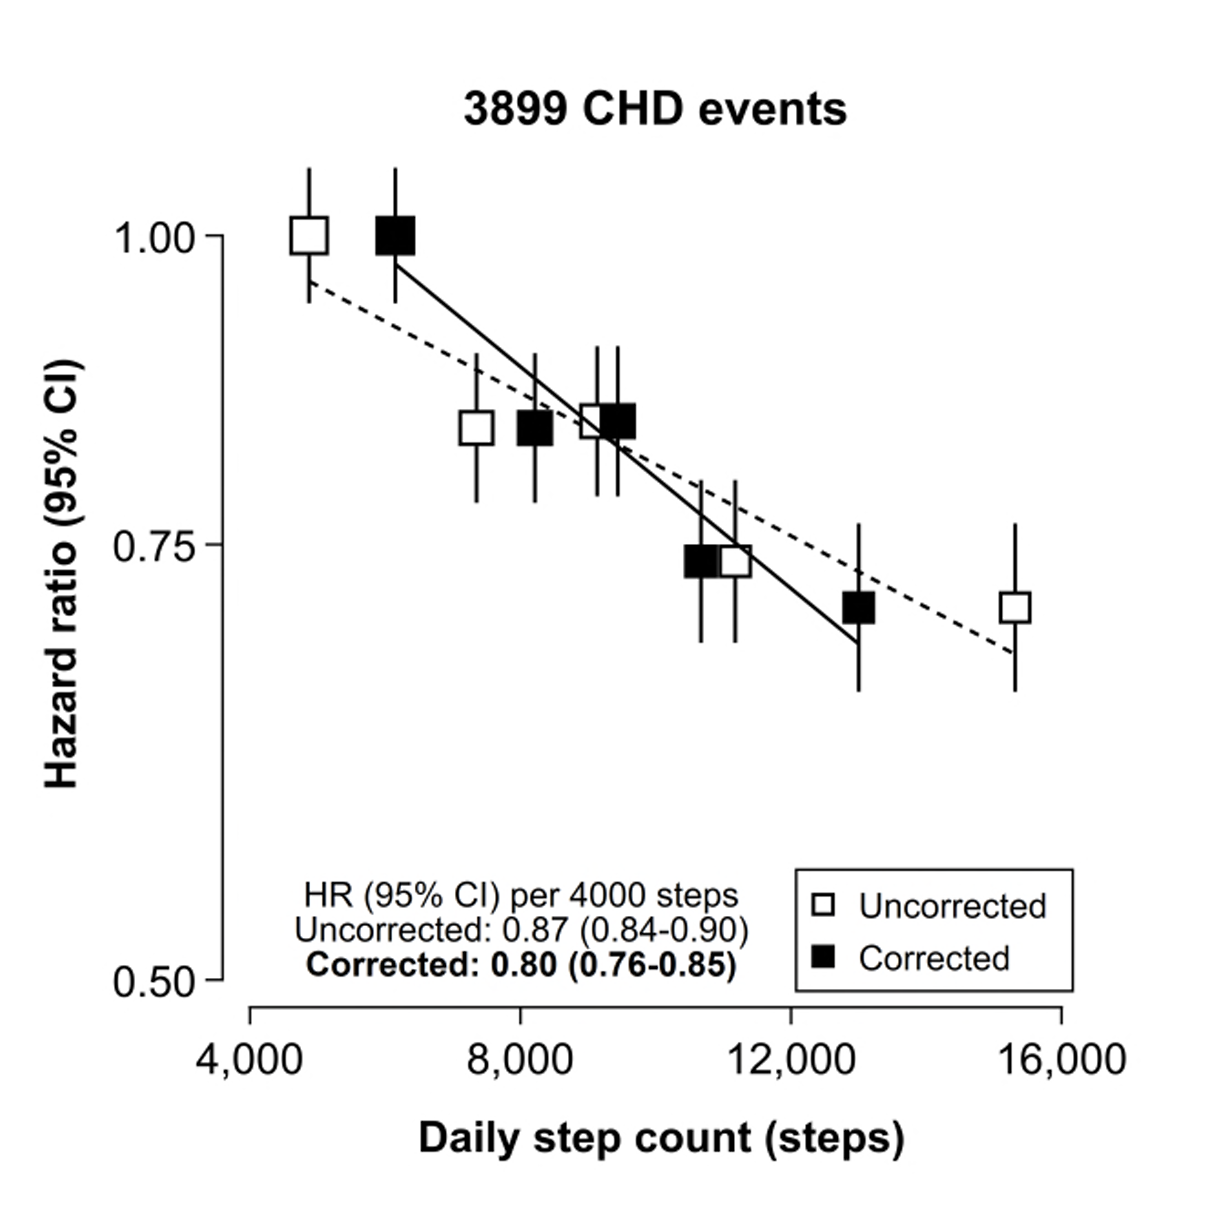 3899 CHD events
Hazard ratio (95% CI)
1.00
0.75
0.50
HR (95% CI) per 4000 steps
Uncorrected: 0.87 (0.84-0.90)
Corrected: 0.80 (0.76-0.85)
Uncorrected
Corrected
4,000 8,000 12,000 16,000
Daily step count (steps)